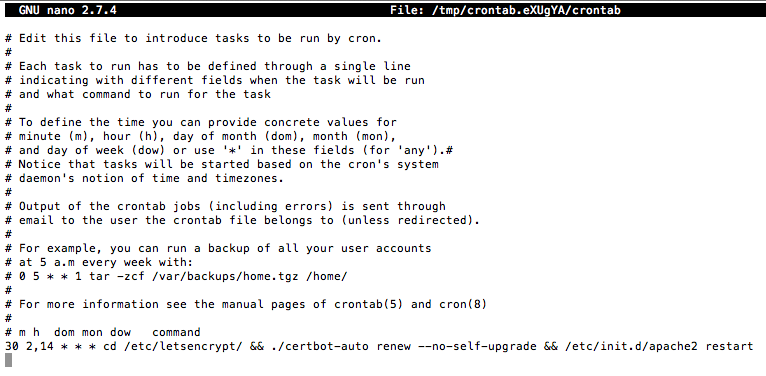 GNU nano 2.7.4 File: /tmp/crontab.eXUgYA/crontab
# Edit this file to introduce tasks to be run by cron.
#
# Each task to run has to be defined through a single line
# indicating with different fields when the task will be run
# and what command to run for the task
#
# To define the time you can provide concrete values for
# minute (m), hour (h), day of month (dom), month (mon),
# and day of week (dow) or use '*' in these fields (for 'any').#
# Notice that tasks will be started based on the cron's system
# daemon's notion of time and timezones.
#
# Output of the crontab jobs (including errors) is sent through
# email to the user the crontab file belongs to (unless redirected).
#
# For example, you can run a backup of all your user accounts
# at 5 a.m every week with:
# 0 5 * * 1 tar -zcf /var/backups/home.tgz /home/
#
# For more information see the manual pages of crontab(5) and cron(8)
#
# m h  dom mon dow   command
30 2,14 * * * cd /etc/letsencrypt/ && ./certbot-auto renew --no-self-upgrade && /etc/init.d/apache2 restart